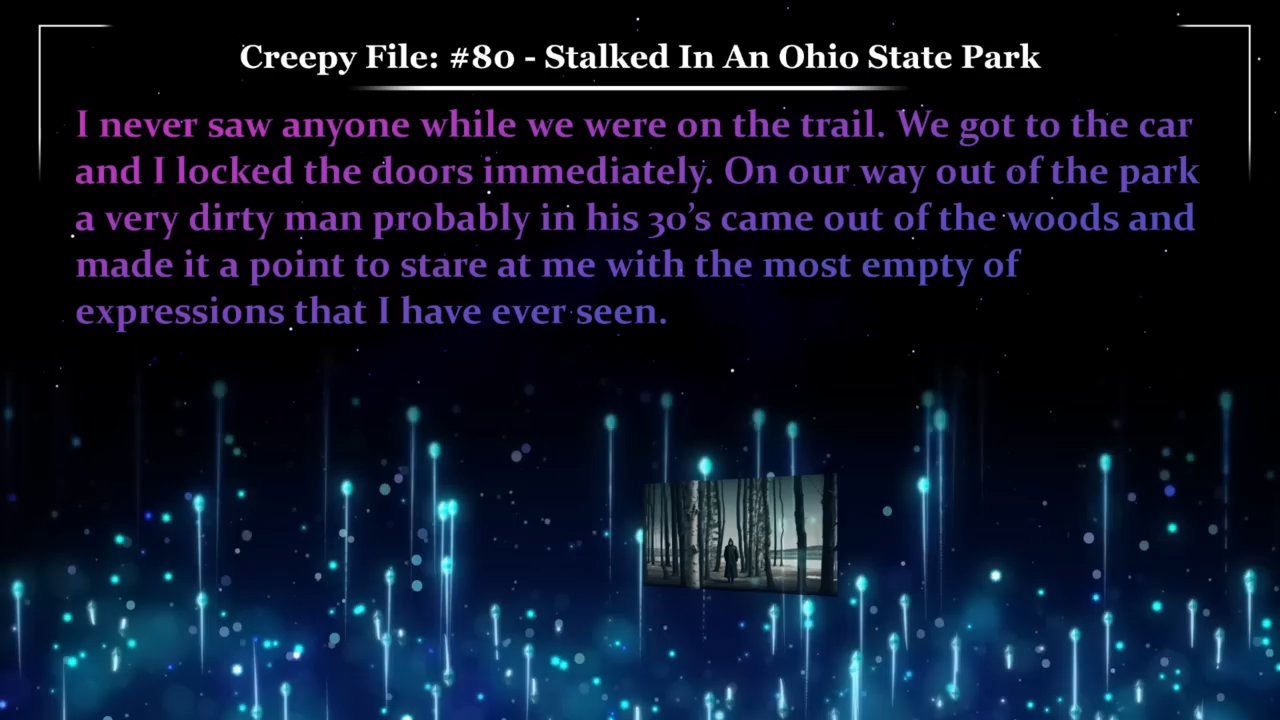 Creepy File: #80 - Stalked In An Ohio State Park
I never saw anyone while we were on the trail. We got to the car
and I locked the doors immediately. On our way out of the park
a very dirty man probably in his 30’s came out of the woods and
made it a point to stare at me with the most empty of
expressions that I have ever seen.